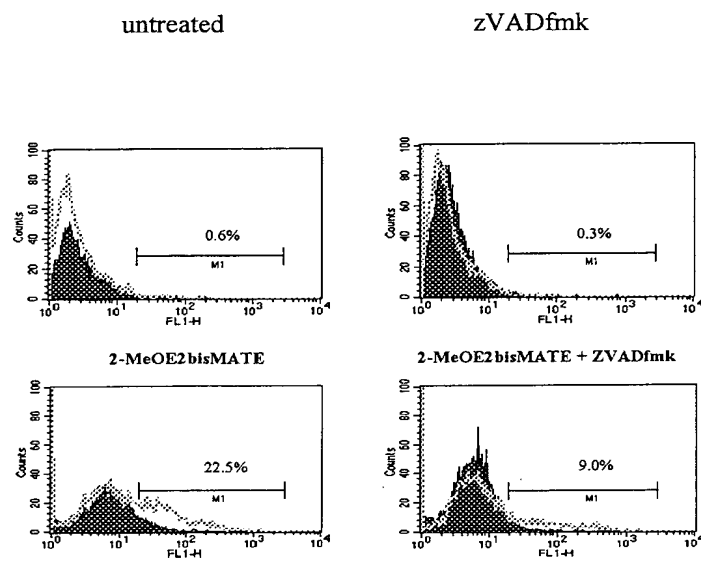 untreated
zVADfmk
100
80
60
40
20
0
Counts
0.6%
M1
10^0 10^1 10^2 10^3 10^4
FL1-H
100
80
60
40
20
0
Counts
0.3%
M1
10^0 10^1 10^2 10^3 10^4
FL1-H
2-MeOE2bisMATE
2-MeOE2bisMATE + ZVADfmk
100
80
60
40
20
0
Counts
22.5%
M1
10^0 10^1 10^2 10^3 10^4
FL1-H
100
80
60
40
20
0
Counts
9.0%
M1
10^0 10^1 10^2 10^3 10^4
FL1-H